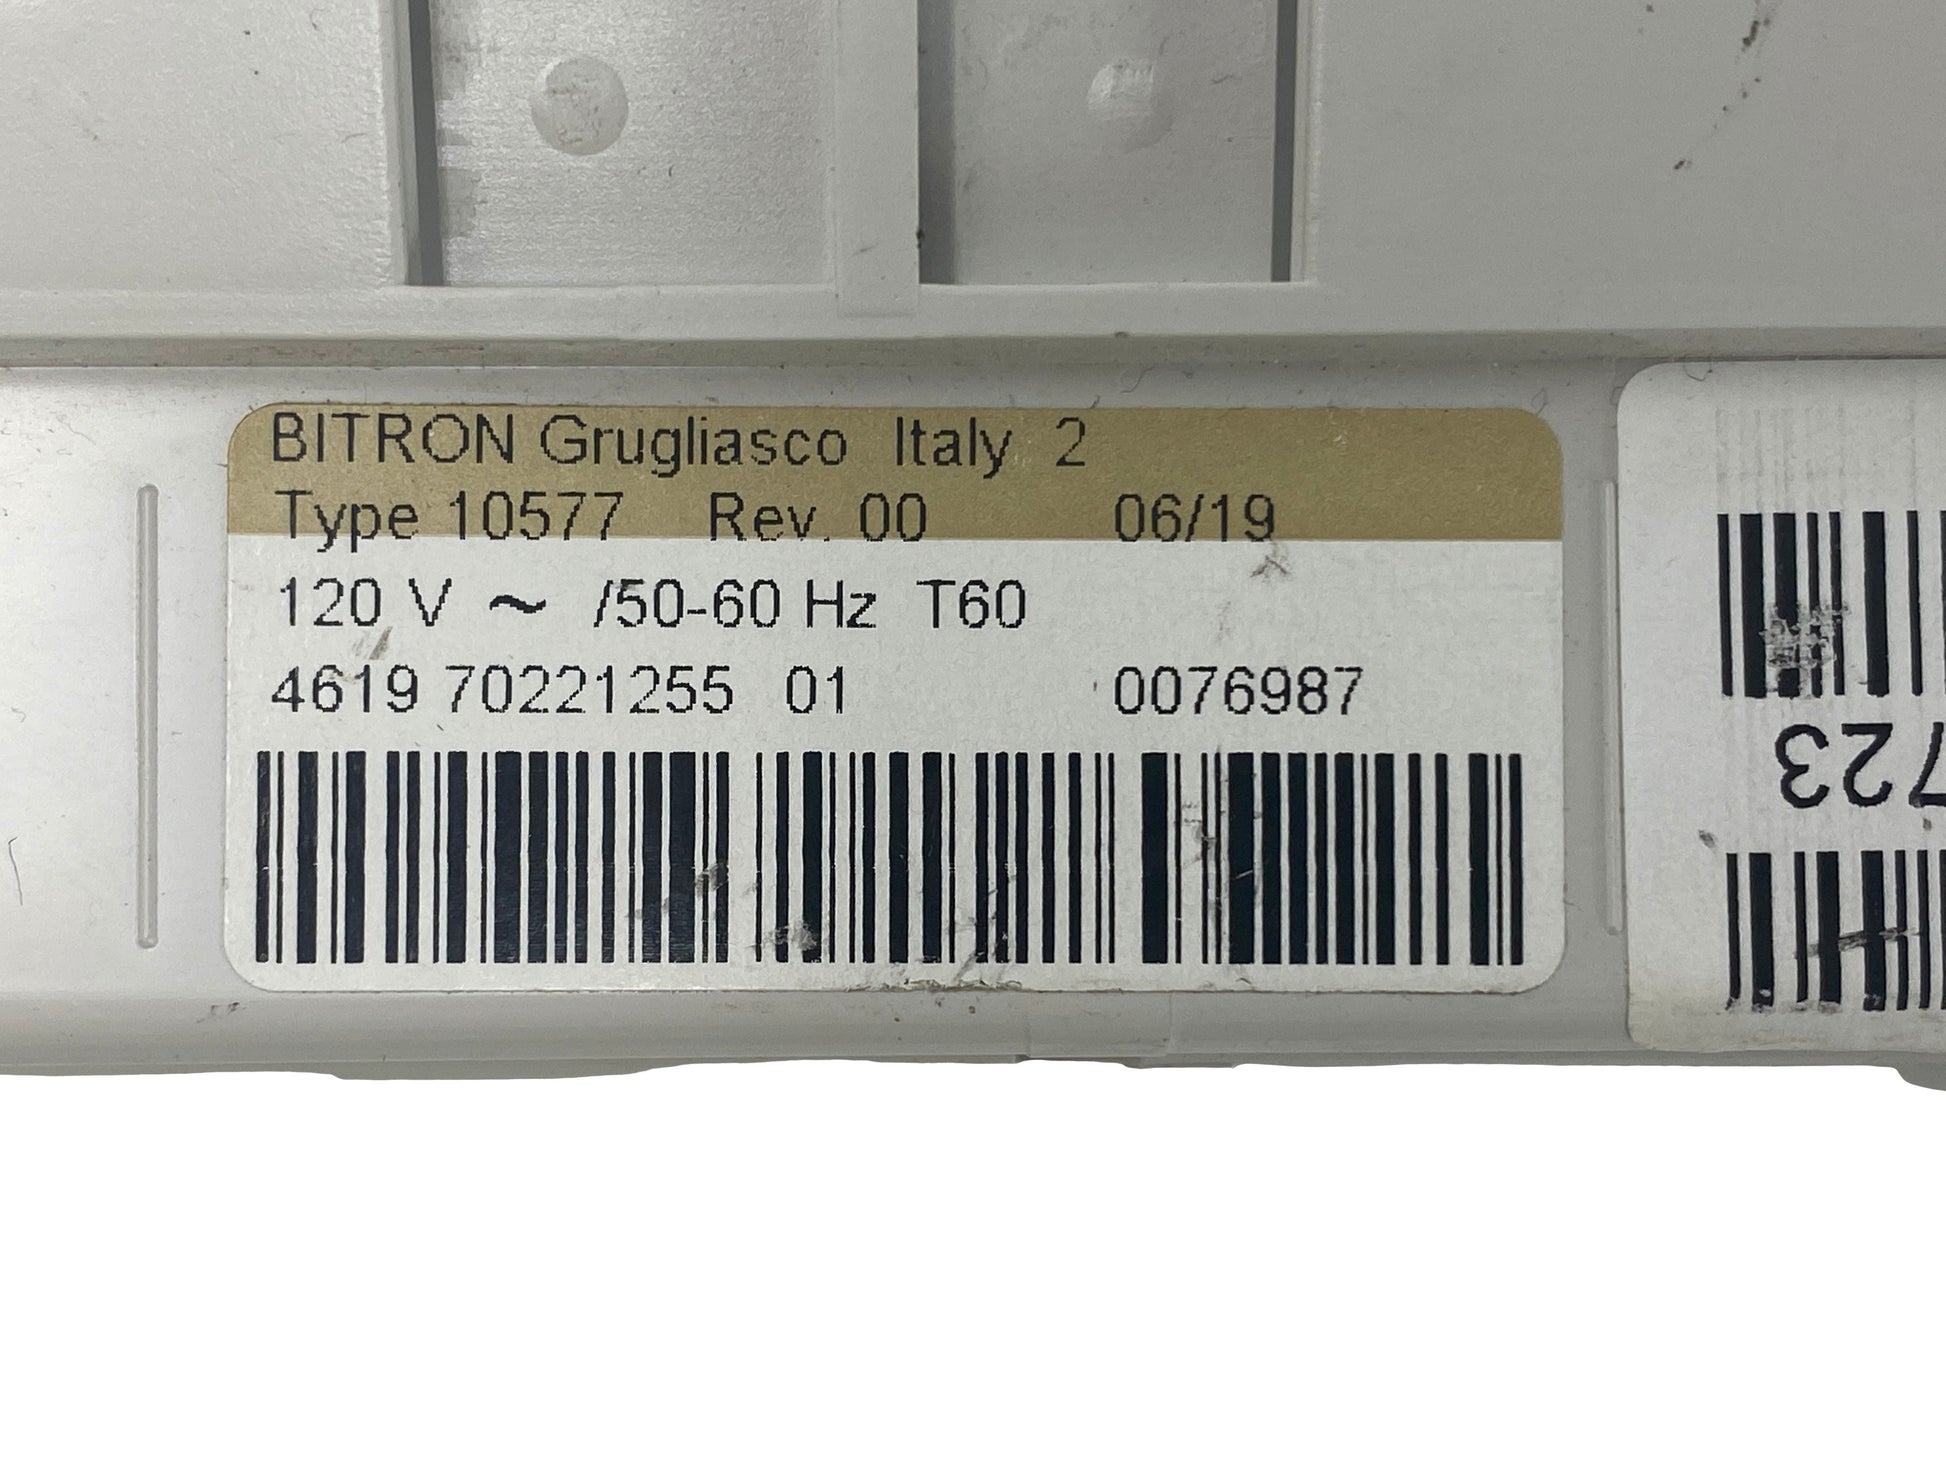 BITRON Grugliasco Italy 2
Type 10577 Rev. 00 06/19
120 V ~ /50-60 Hz T60
4619 70221255 01 0076987
723